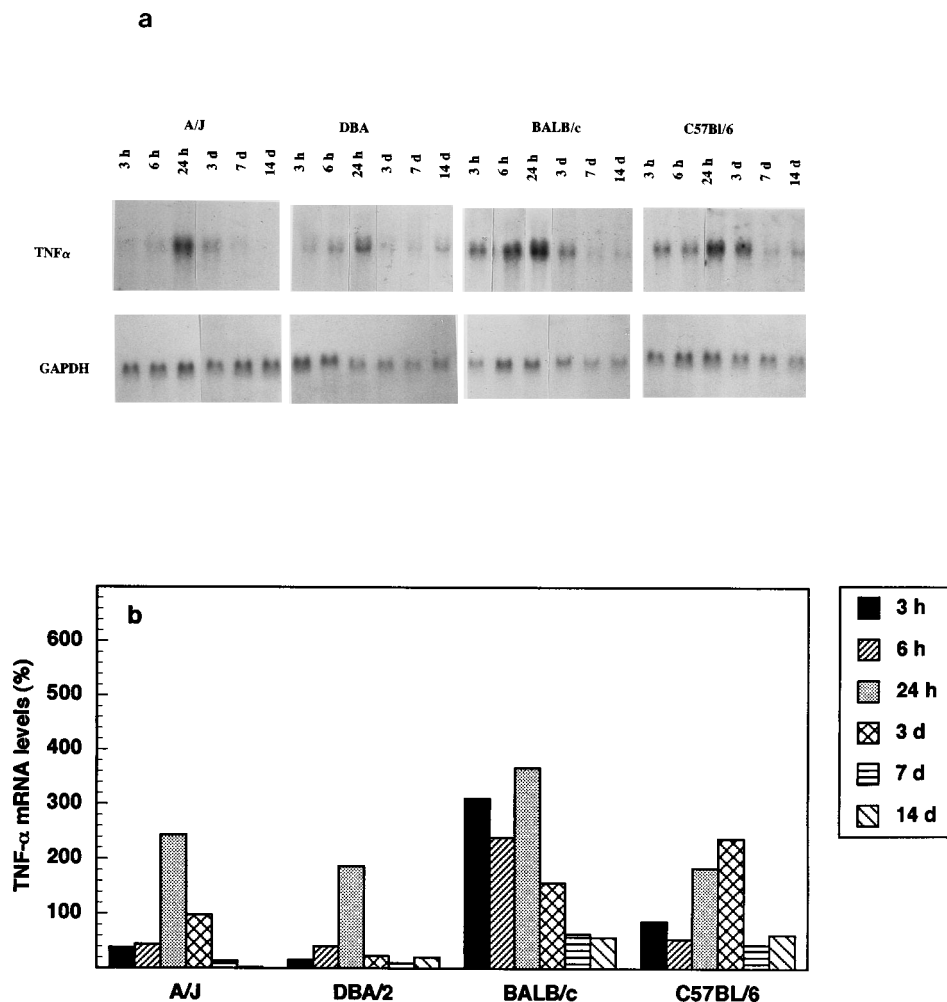 a
A/J DBA BALB/c C57Bl/6
3 h 6 h 24 h 3 d 7 d 14 d 3 h 6 h 24 h 3 d 7 d 14 d 3 h 6 h 24 h 3 d 7 d 14 d 3 h 6 h 24 h 3 d 7 d 14 d
TNFα
GAPDH
b
TNF-α mRNA levels (%)
600
500
400
300
200
100
A/J DBA/2 BALB/c C57BL/6
3 h
6 h
24 h
3 d
7 d
14 d